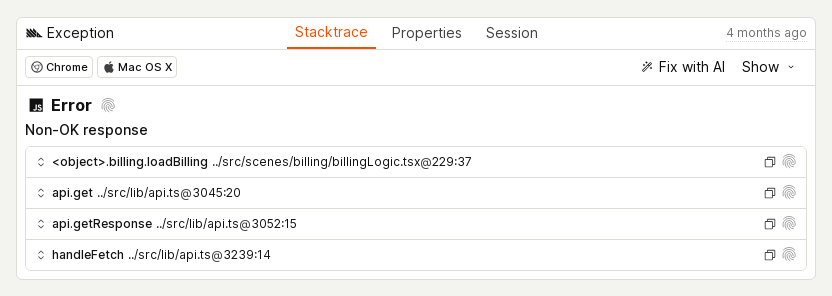 Exception Stacktrace Properties Session 4 months ago
Chrome Mac OS X Fix with AI Show
JS Error
Non-OK response
<object>.billing.loadBilling ../src/scenes/billing/billingLogic.tsx@229:37
api.get ../src/lib/api.ts@3045:20
api.getResponse ../src/lib/api.ts@3052:15
handleFetch ../src/lib/api.ts@3239:14